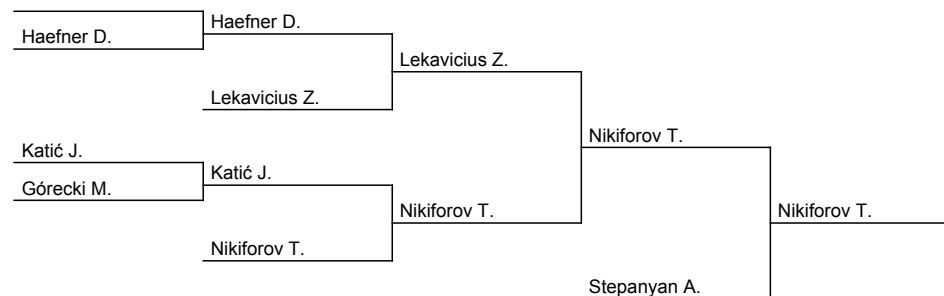 Haefner D.
Haefner D.
Lekavicius Z.
Lekavicius Z.
Nikiforov T.
Katić J.
Katić J.
Górecki M.
Nikiforov T.
Nikiforov T.
Nikiforov T.
Stepanyan A.